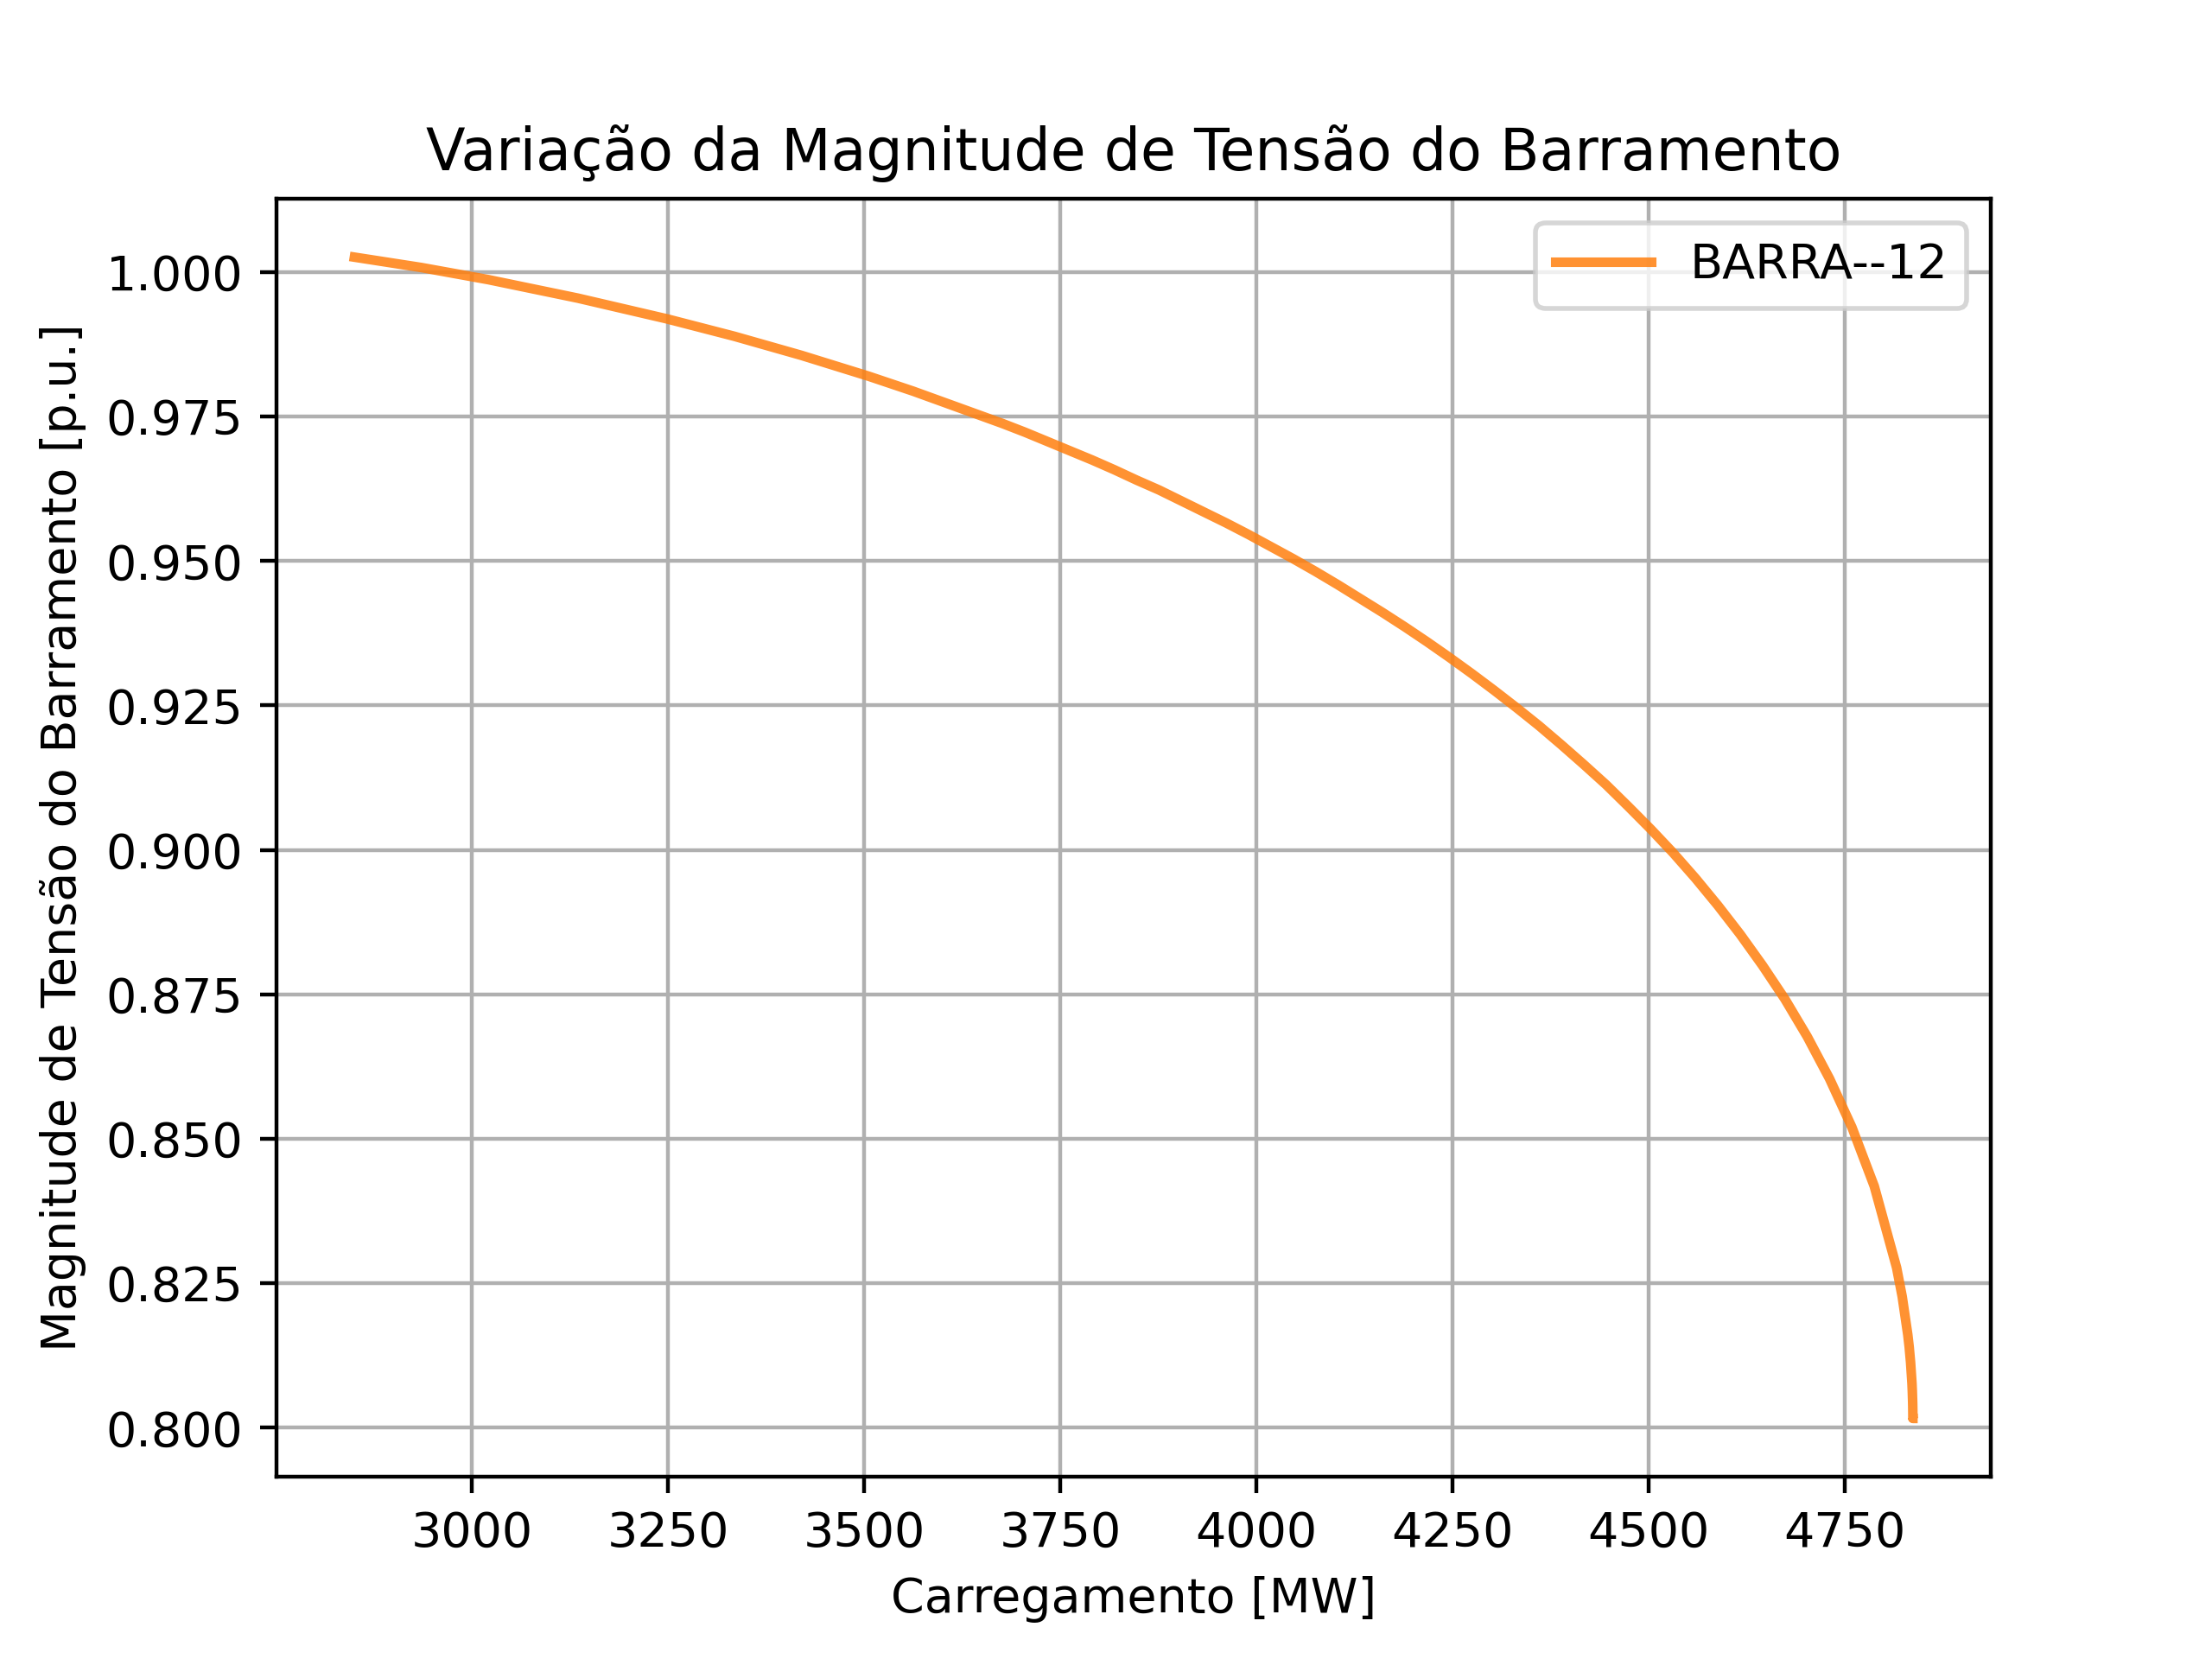 Variação da Magnitude de Tensão do Barramento
BARRA--12
Magnitude de Tensão do Barramento [p.u.]
1.000
0.975
0.950
0.925
0.900
0.875
0.850
0.825
0.800
3000 3250 3500 3750 4000 4250 4500 4750
Carregamento [MW]